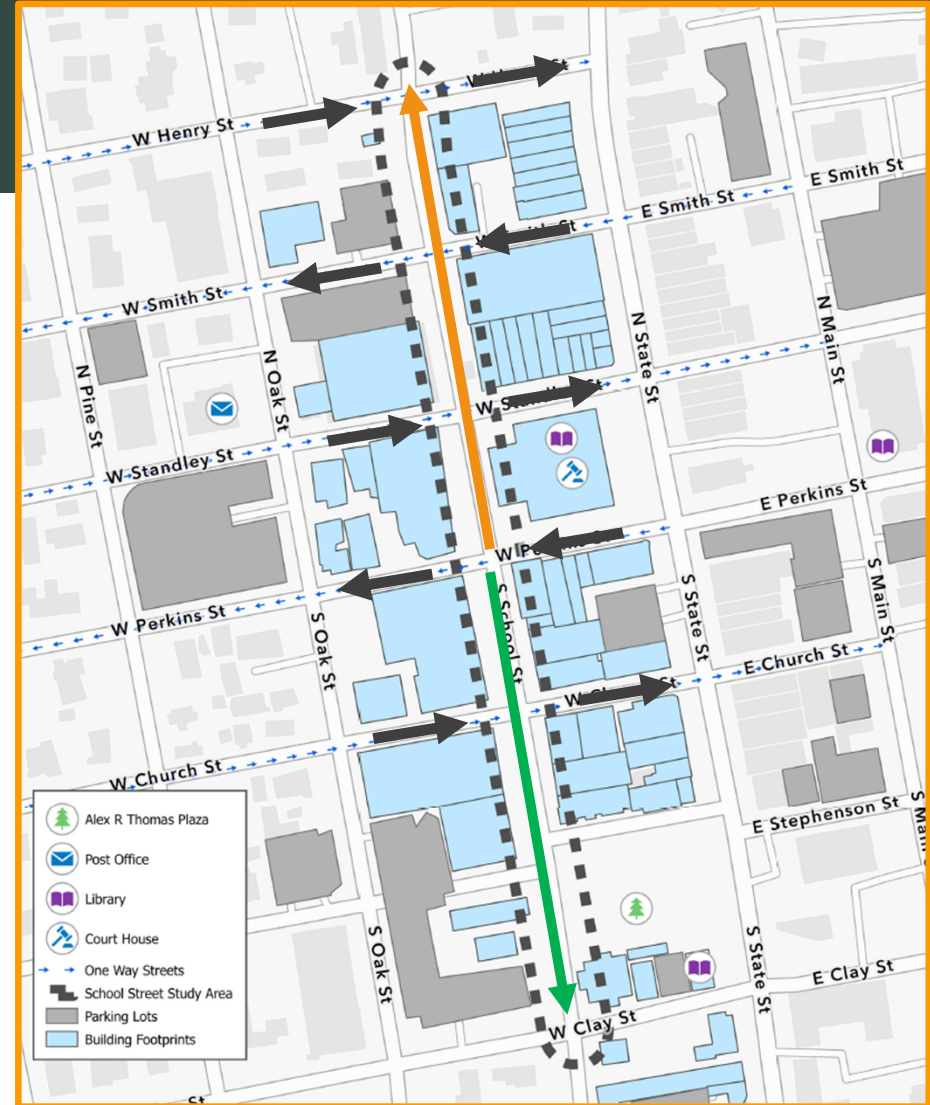 W Henry St
E Smith St
E Smith St
W Smith St
N Pine St
N Oak St
N State St
N Main St
W Standley St
E Perkins St
W Perkins St
S School St
S Oak St
S State St
S Main St
E Church St
W Church St
E Stephenson St
S Oak St
S State St
E Clay St
W Clay St
St
Alex R Thomas Plaza
Post Office
Library
Court House
One Way Streets
School Street Study Area
Parking Lots
Building Footprints